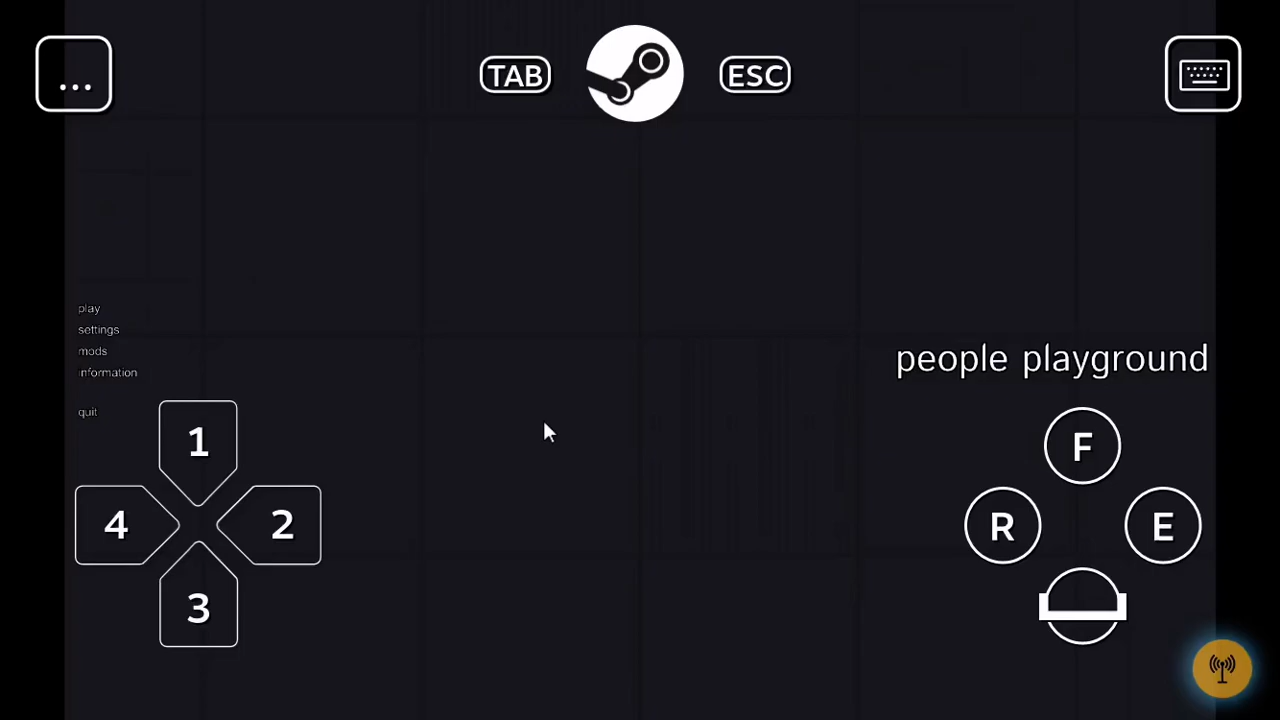 ...
TAB
ESC
play
settings
mods
information
quit
people playground
1
4
2
3
F
R
E